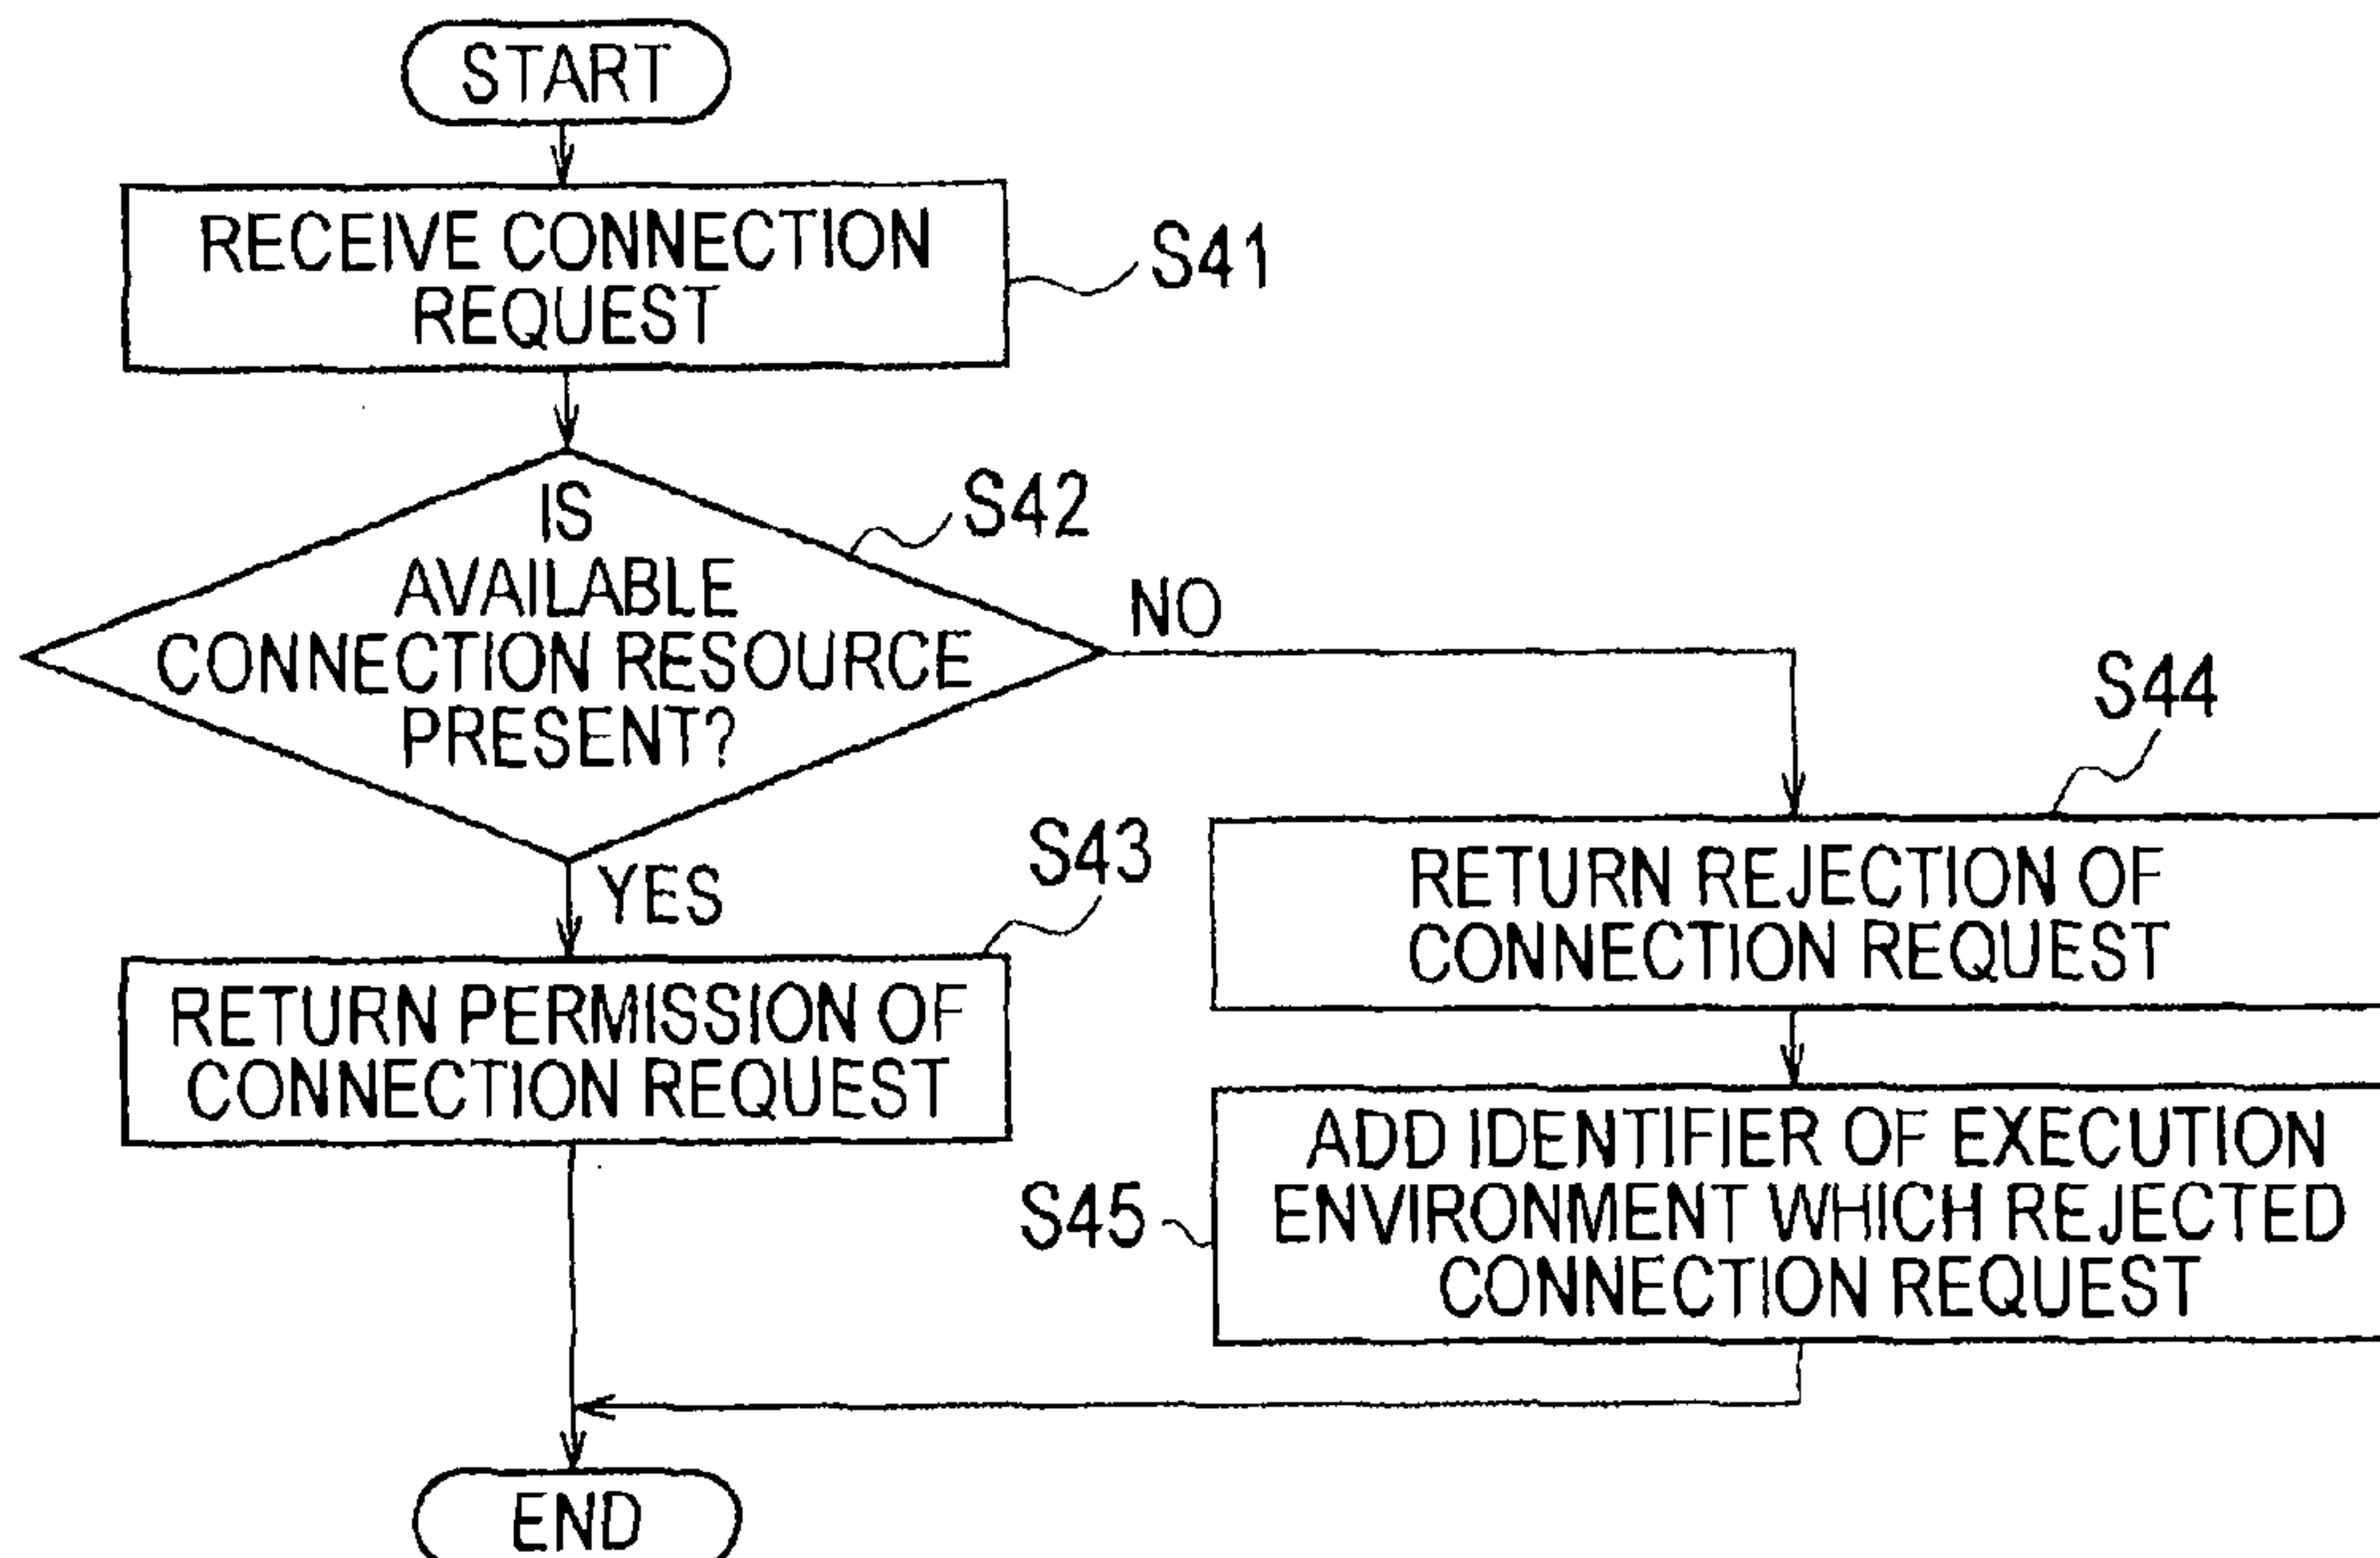 START
RECEIVE CONNECTION
REQUEST
S41
IS
AVAILABLE
CONNECTION RESOURCE
PRESENT?
S42
NO
YES
S43
RETURN PERMISSION OF
CONNECTION REQUEST
S44
RETURN REJECTION OF
CONNECTION REQUEST
S45
ADD IDENTIFIER OF EXECUTION
ENVIRONMENT WHICH REJECTED
CONNECTION REQUEST
END